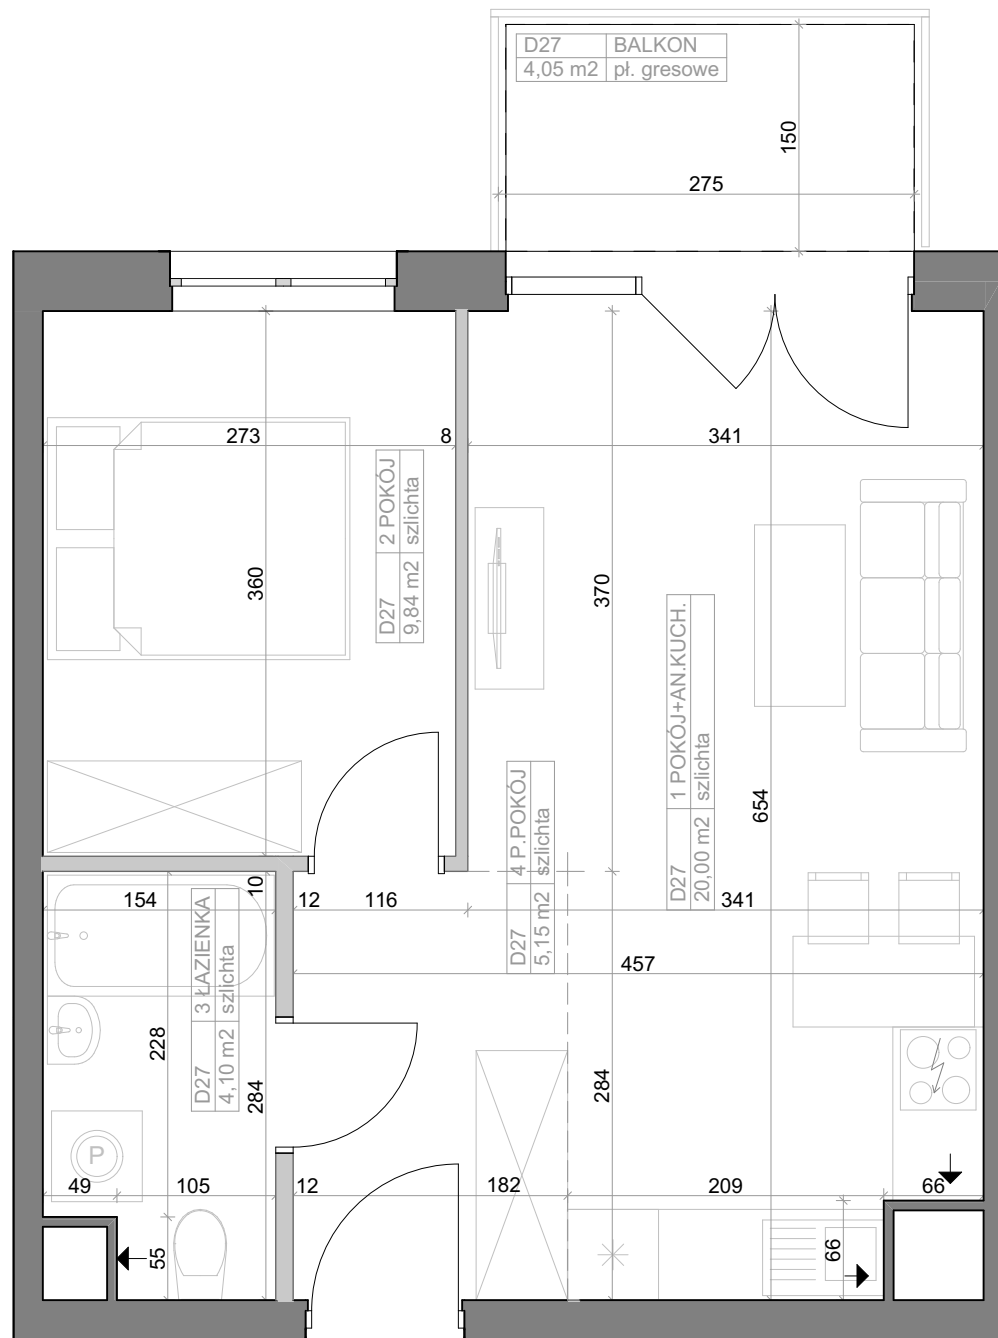 D27 BALKON
4,05 m2 pł. gresowe
150
275
273
8
341
D27 2 POKÓJ
9,84 m2 szlichta
360
370
D27 1 POKÓJ+AN.KUCH.
20,00 m2 szlichta
654
D27 4 P.POKÓJ
5,15 m2 szlichta
154
10
12
116
341
D27 3 ŁAZIENKA
4,10 m2 szlichta
457
228
284
284
P
49
105
12
182
209
66
55
66